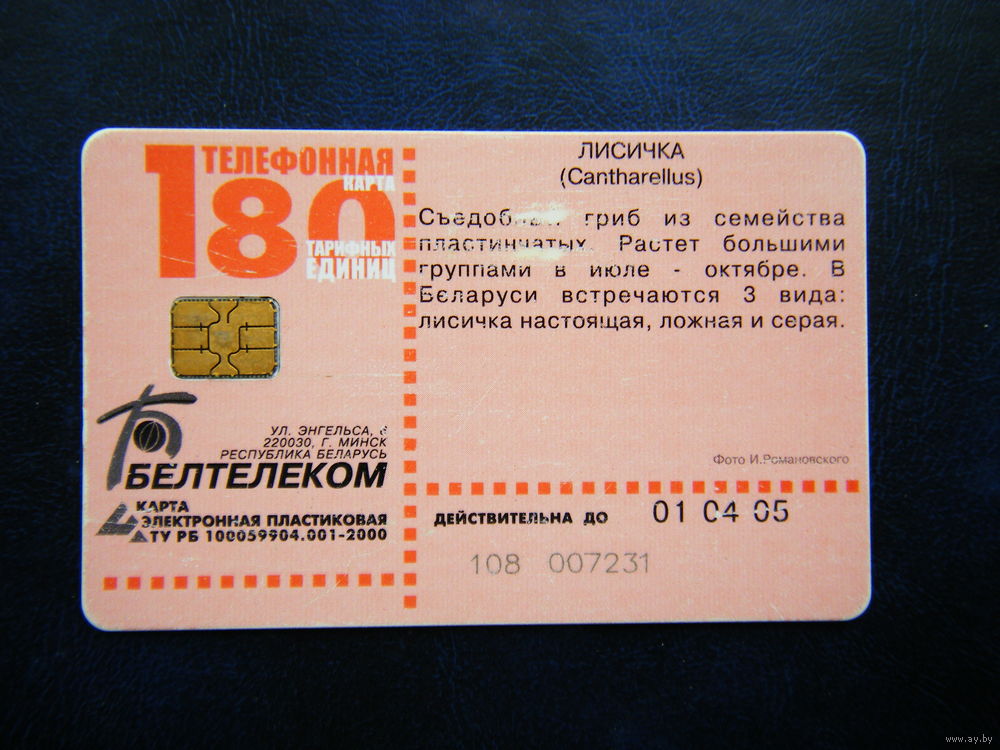 ТЕЛЕФОННАЯ
КАРТА
180
ТАРИФНЫХ
ЕДИНИЦ
ЛИСИЧКА
(Cantharellus)
гриб из семейства
пластинчатых. Растет большими
группами в июле - октябре. В
Беларуси встречаются 3 вида:
лисичка настоящая, ложная и серая.
Фото И.Романовского
УЛ. ЭНГЕЛЬСА, 6
220030, Г. МИНСК
РЕСПУБЛИКА БЕЛАРУСЬ
БЕЛТЕЛЕКОМ
КАРТА
ЭЛЕКТРОННАЯ ПЛАСТИКОВАЯ
ТУ РБ 100059904.001-2000
ДЕЙСТВИТЕЛЬНА ДО 01 04 05
108 007231
www.ay.by